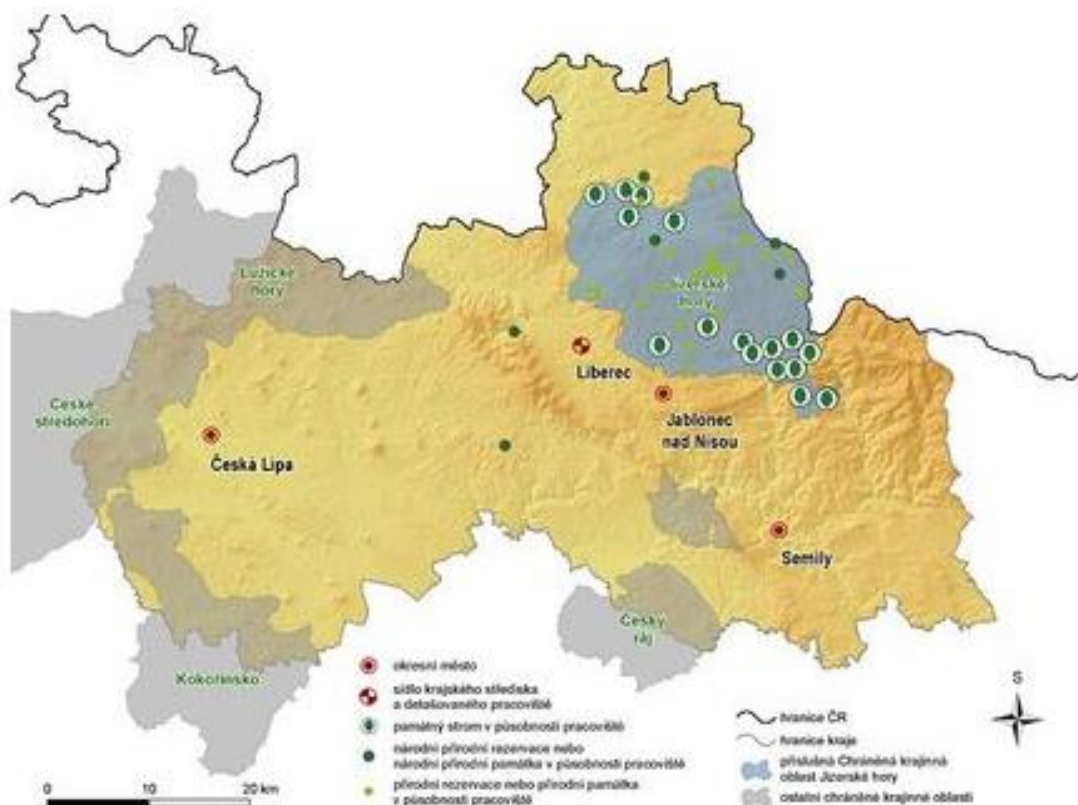 Lužické
hory
Jizerské
hory
Liberec
České
středohoří
Jablonec
nad Nisou
Česká Lípa
Semily
Český
ráj
Kokořínsko
okresní město
sídlo krajského střediska
a detašovaného pracoviště
památný strom v působnosti pracoviště
národní přírodní rezervace nebo
národní přírodní památka v působnosti pracoviště
přírodní rezervace nebo přírodní památka
v působnosti pracoviště
S
hranice ČR
hranice kraje
příslušná Chráněná krajinná
oblast Jizerské hory
ostatní chráněné krajinné oblasti
0 10 20 km